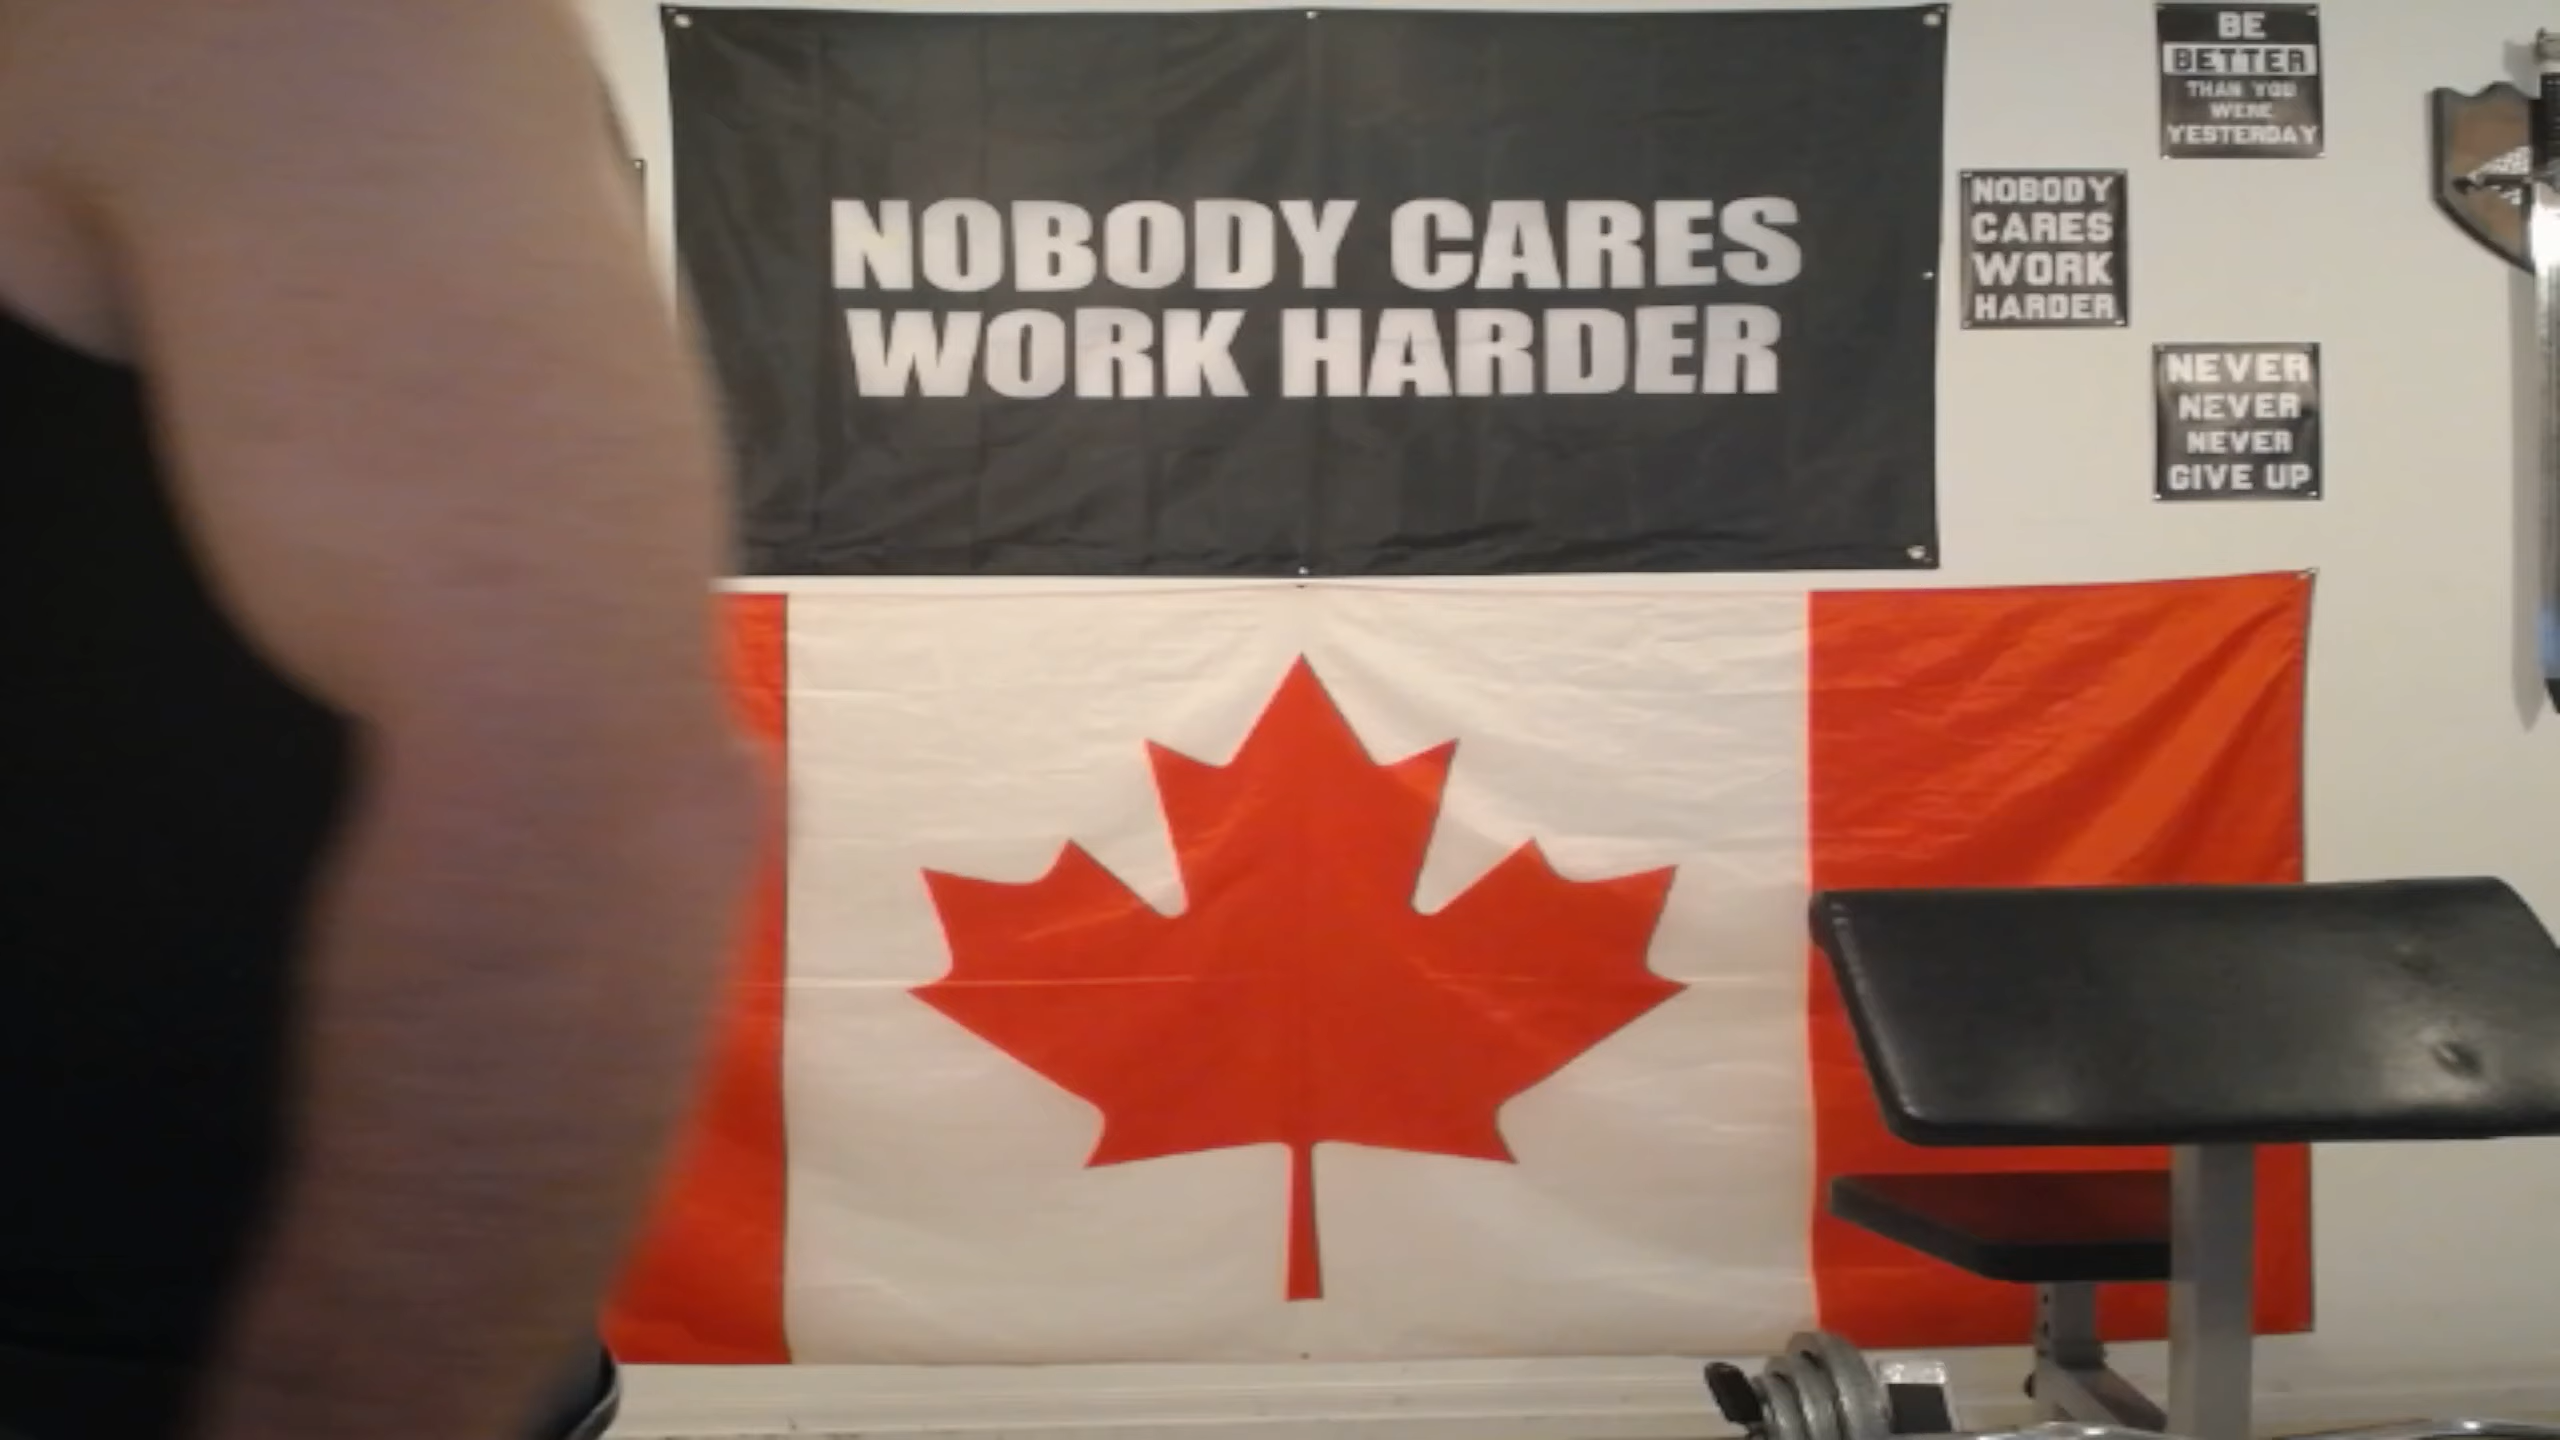 NOBODY CARES
WORK HARDER
BE
BETTER
THAN YOU
WERE
YESTERDAY
NOBODY
CARES
WORK
HARDER
NEVER
NEVER
NEVER
GIVE UP